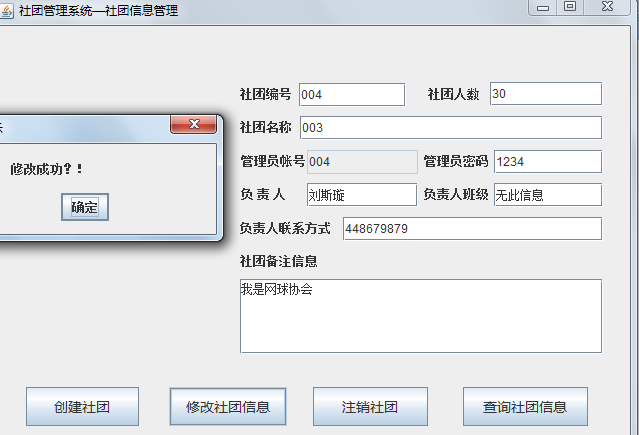 社团管理系统—社团信息管理
社团编号 004 社团人数 30
社团名称 003
管理员帐号 004 管理员密码 1234
负 责 人 刘斯璇 负责人班级 无此信息
负责人联系方式 448679879
社团备注信息
我是网球协会
修改成功？！
确定
创建社团 修改社团信息 注销社团 查询社团信息